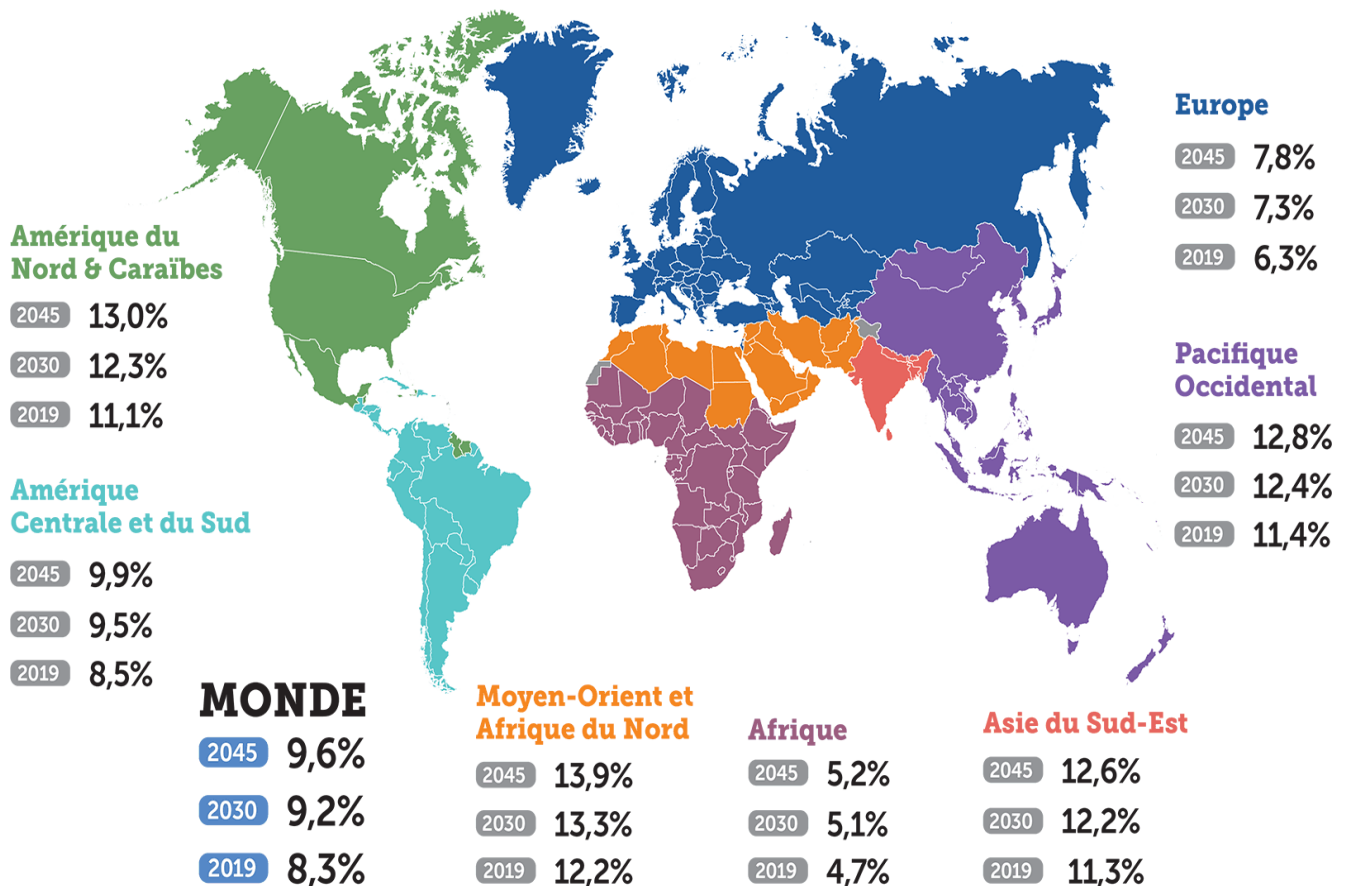 Amérique du
Nord & Caraïbes
2045 13,0%
2030 12,3%
2019 11,1%
Amérique
Centrale et du Sud
2045 9,9%
2030 9,5%
2019 8,5%
MONDE
2045 9,6%
2030 9,2%
2019 8,3%
Moyen-Orient et
Afrique du Nord
2045 13,9%
2030 13,3%
2019 12,2%
Afrique
2045 5,2%
2030 5,1%
2019 4,7%
Asie du Sud-Est
2045 12,6%
2030 12,2%
2019 11,3%
Europe
2045 7,8%
2030 7,3%
2019 6,3%
Pacifique
Occidental
2045 12,8%
2030 12,4%
2019 11,4%